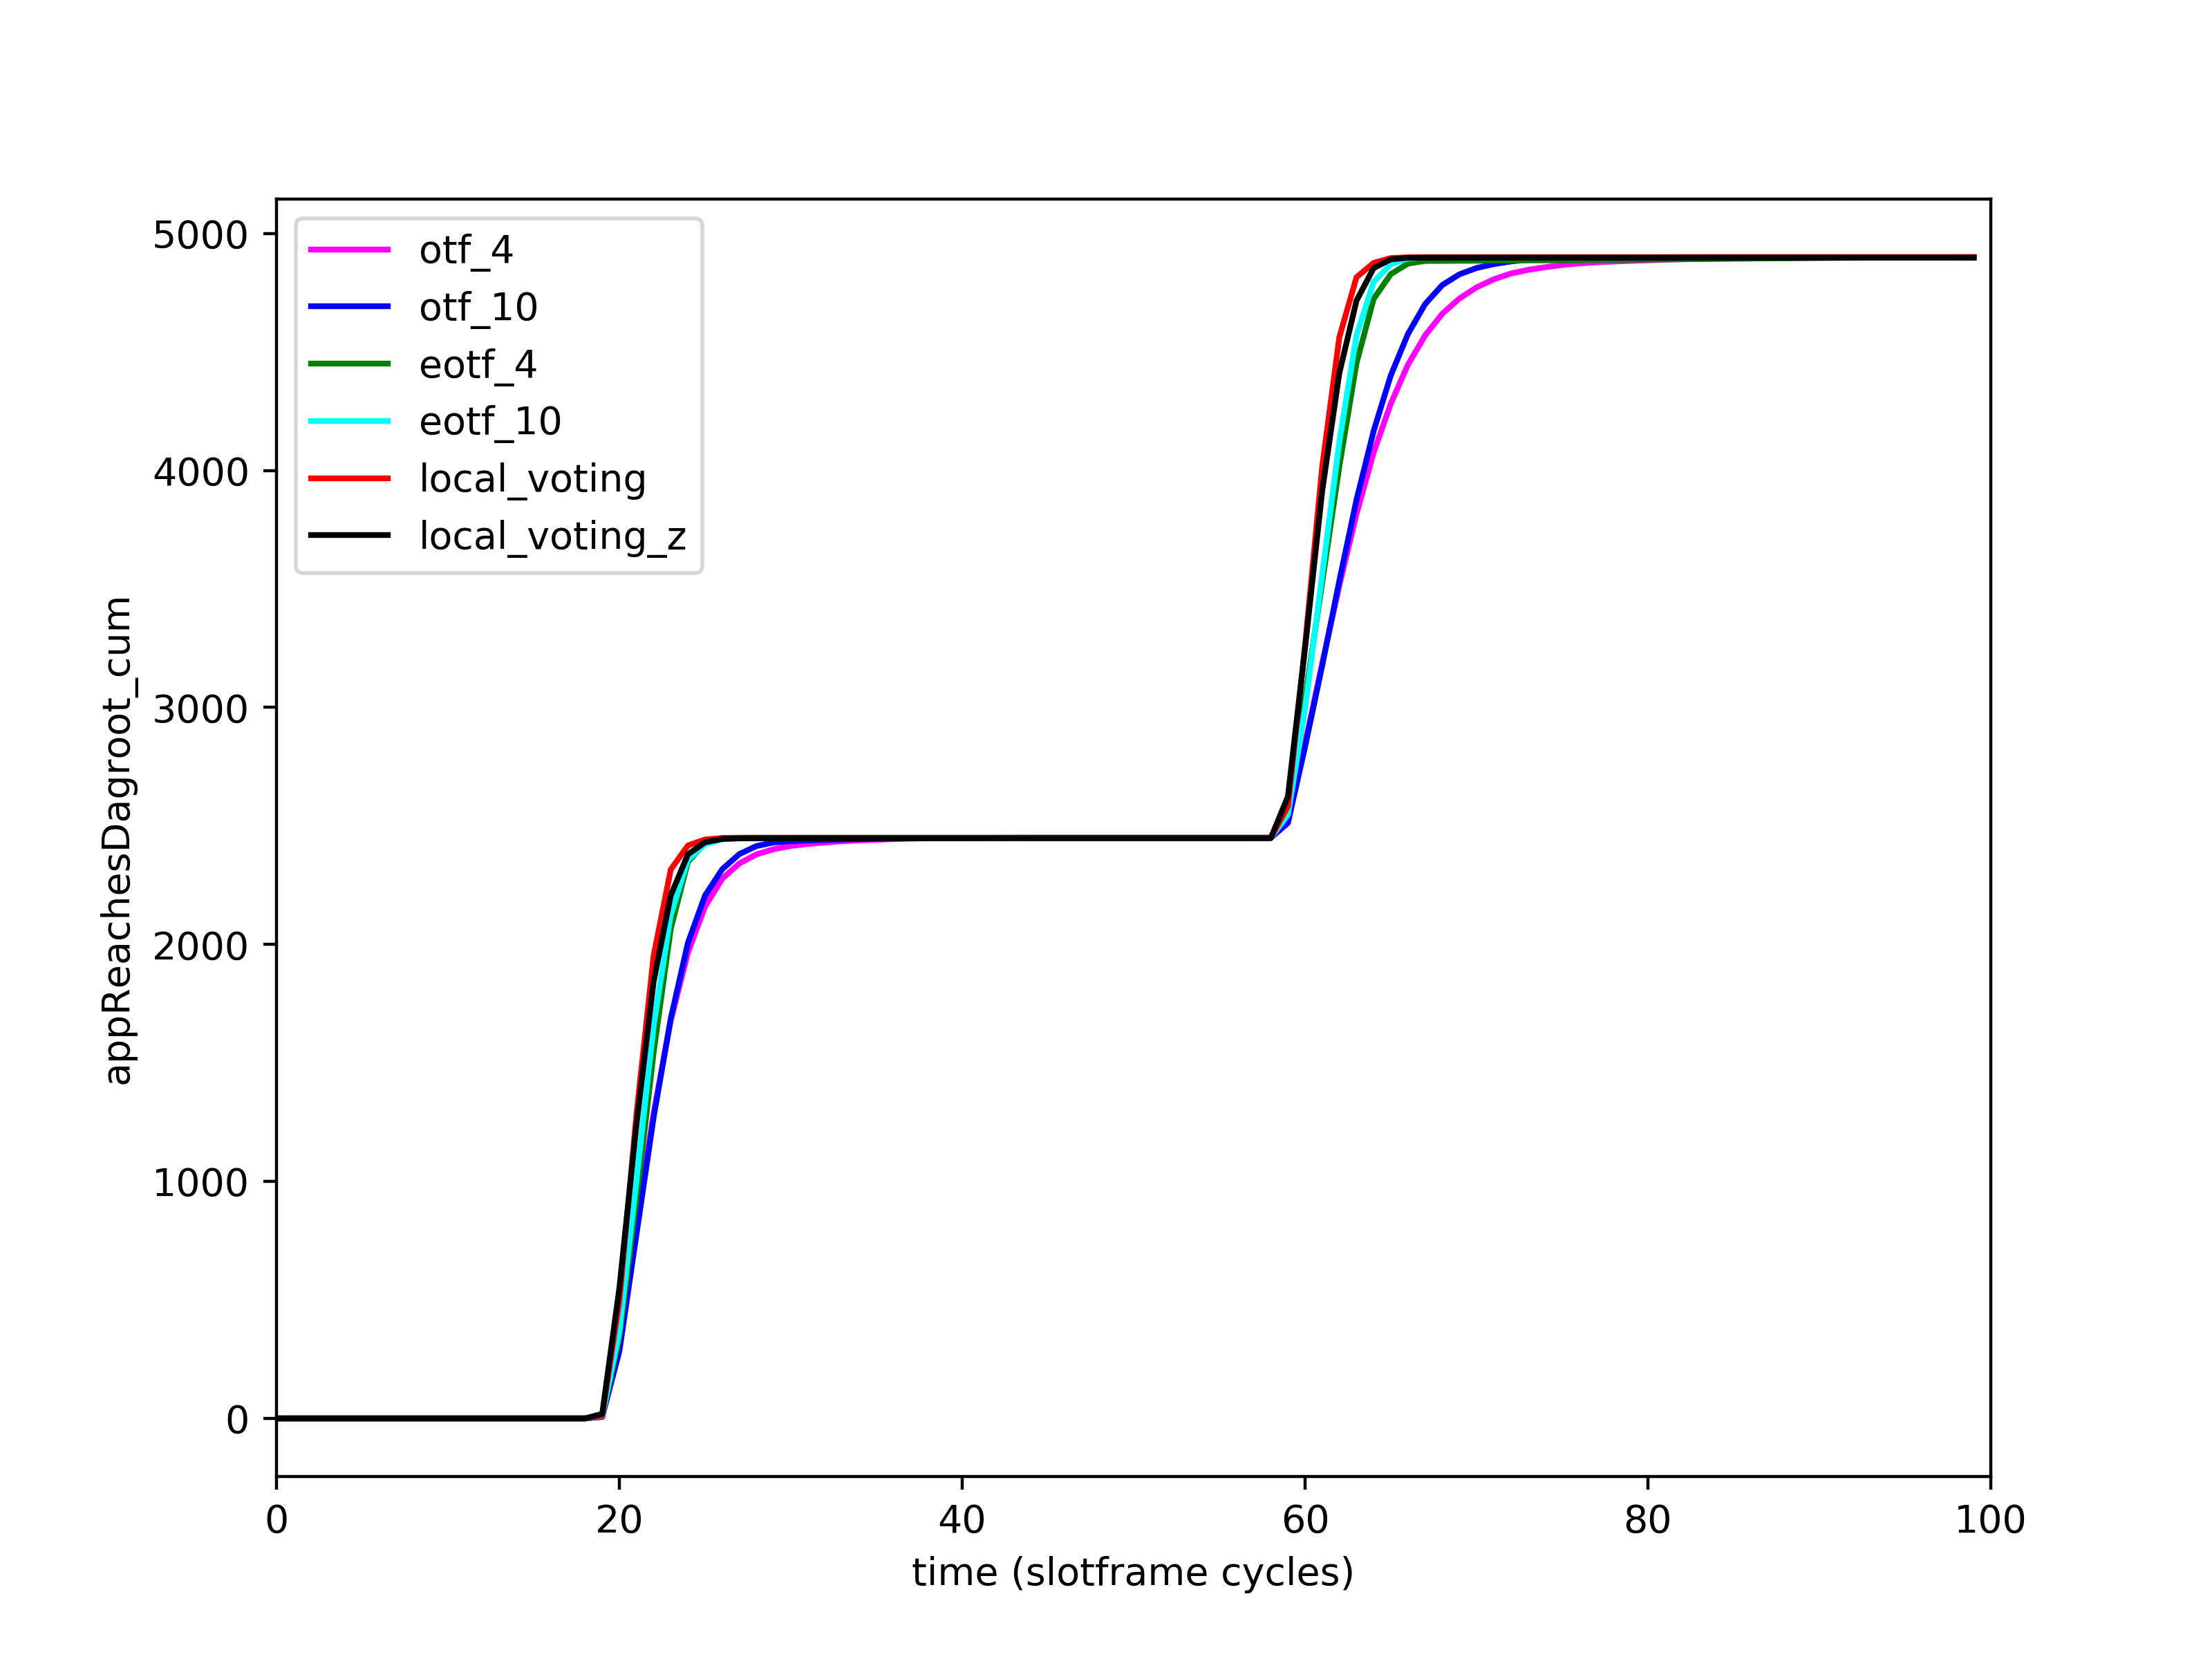 otf_4
otf_10
eotf_4
eotf_10
local_voting
local_voting_z
5000
4000
3000
2000
1000
0
appReachesDagroot_cum
0 20 40 60 80 100
time (slotframe cycles)